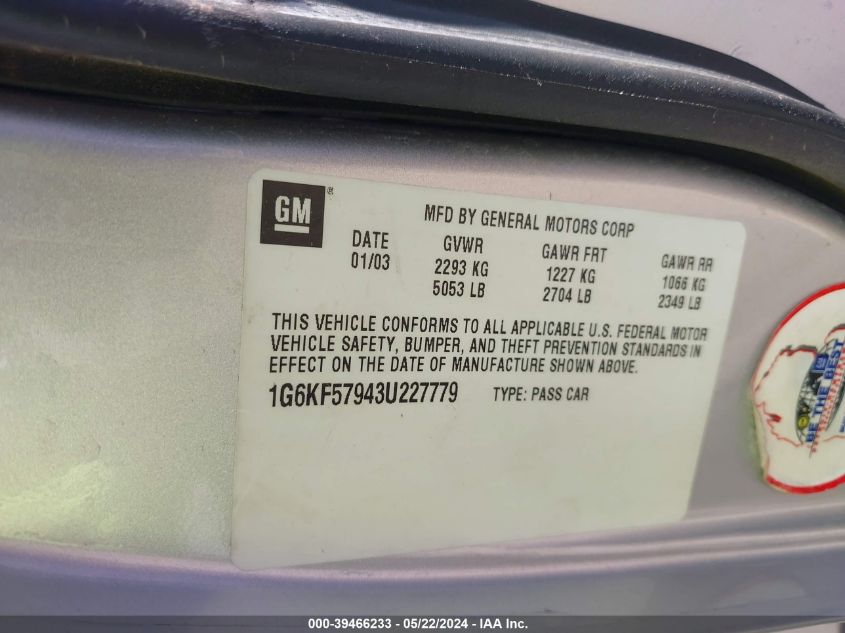 GM ®
MFD BY GENERAL MOTORS CORP
DATE GVWR GAWR FRT GAWR RR
01/03 2293 KG 1227 KG 1066 KG
5053 LB 2704 LB 2349 LB
THIS VEHICLE CONFORMS TO ALL APPLICABLE U.S. FEDERAL MOTOR
VEHICLE SAFETY, BUMPER, AND THEFT PREVENTION STANDARDS IN
EFFECT ON THE DATE OF MANUFACTURE SHOWN ABOVE.
1G6KF57943U227779 TYPE: PASS CAR
BE THE BEST
000-39466233 - 05/22/2024 - IAA Inc.